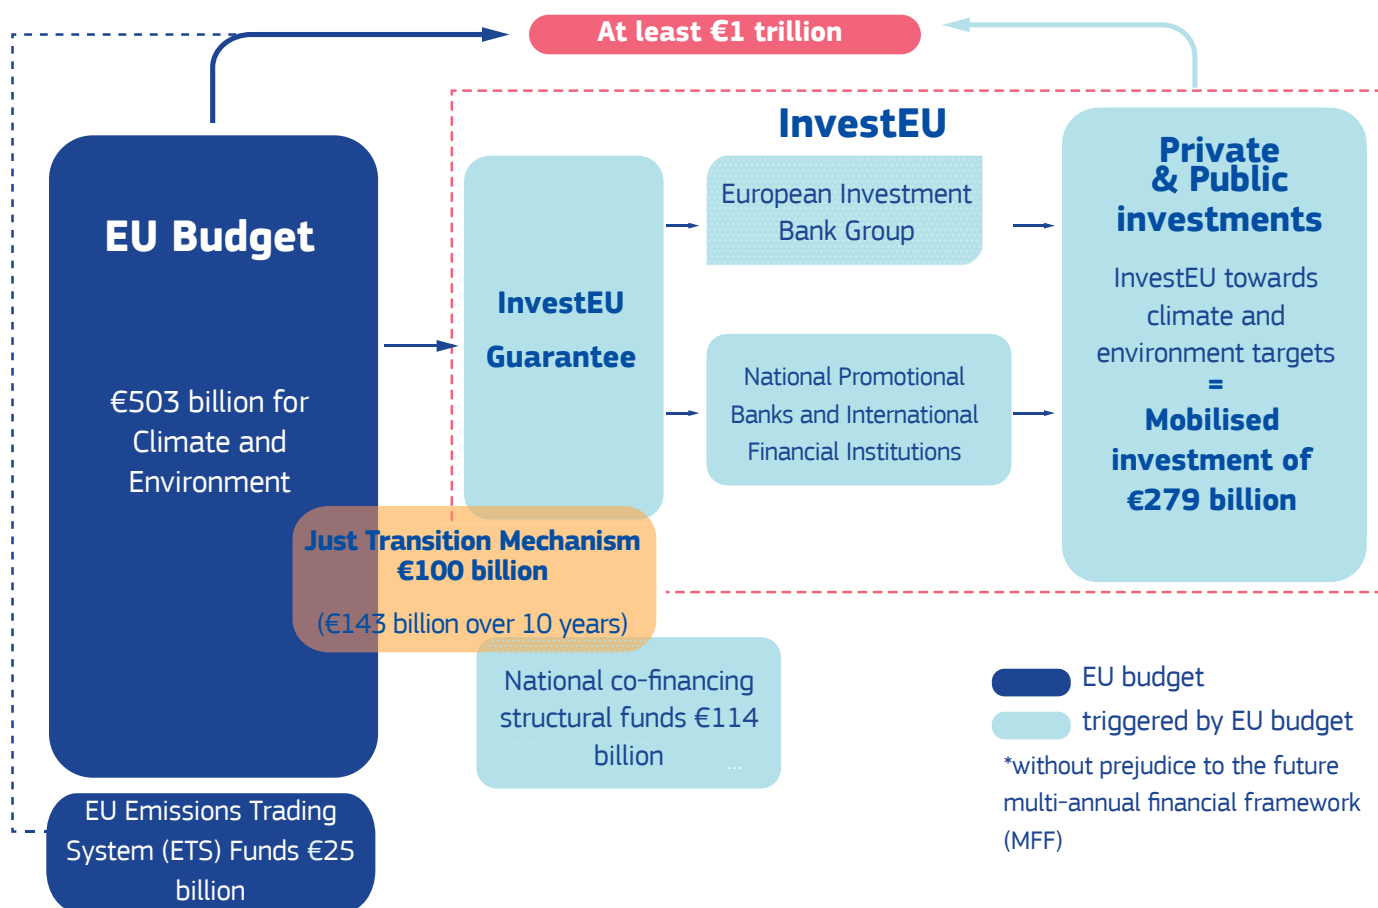 At least €1 trillion
EU Budget
€503 billion for
Climate and
Environment
InvestEU
InvestEU
Guarantee
European Investment
Bank Group
National Promotional
Banks and International
Financial Institutions
Private
& Public
investments
InvestEU towards
climate and
environment targets
=
Mobilised
investment of
€279 billion
Just Transition Mechanism
€100 billion
(€143 billion over 10 years)
National co-financing
structural funds €114
billion
EU Emissions Trading
System (ETS) Funds €25
billion
EU budget
triggered by EU budget
*without prejudice to the future
multi-annual financial framework
(MFF)